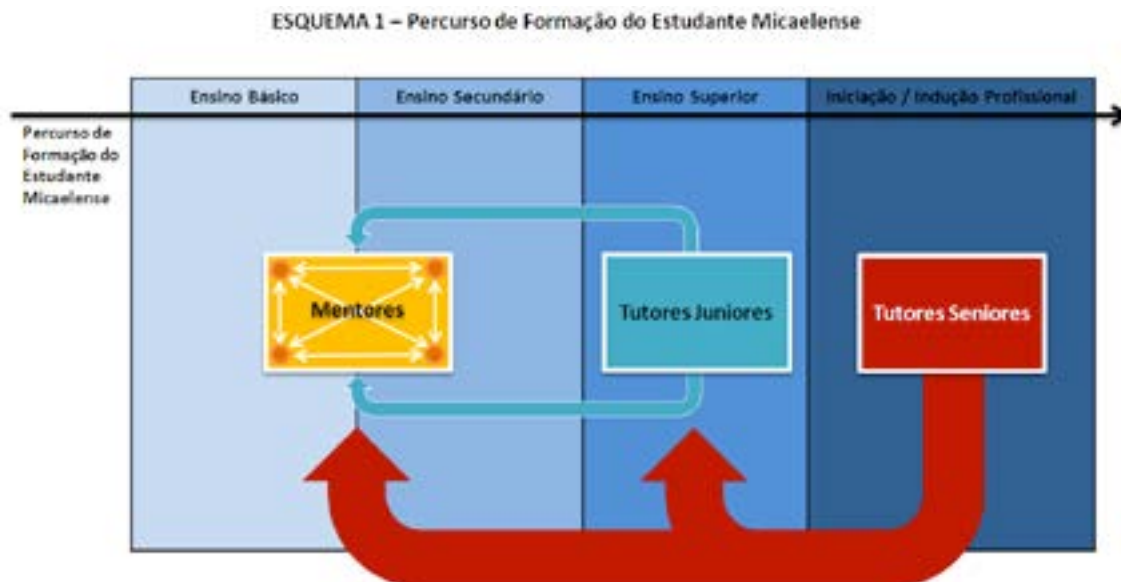 ESQUEMA 1 – Percurso de Formação do Estudante Micaelense
Ensino Básico
Ensino Secundário
Ensino Superior
Iniciação / Indução Profissional
Percurso de
Formação do
Estudante
Micaelense
Mentores
Tutores Juniores
Tutores Seniores